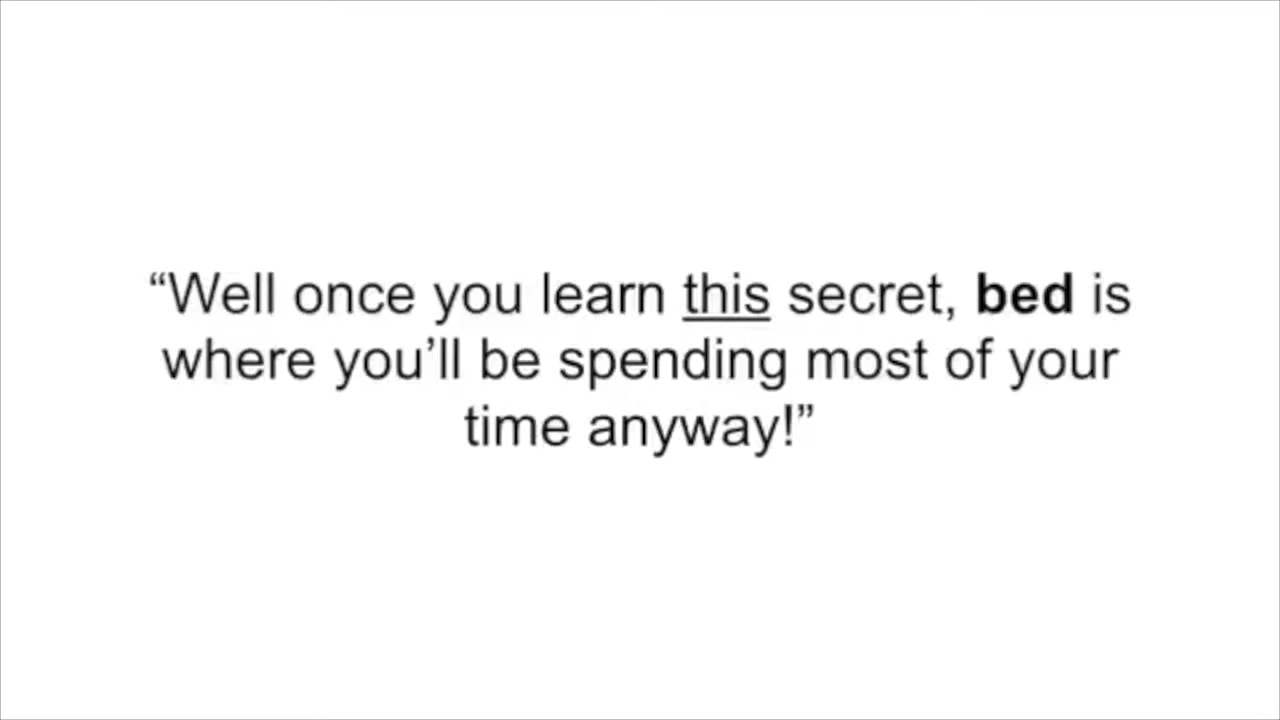 “Well once you learn this secret, bed is
where you’ll be spending most of your
time anyway!”